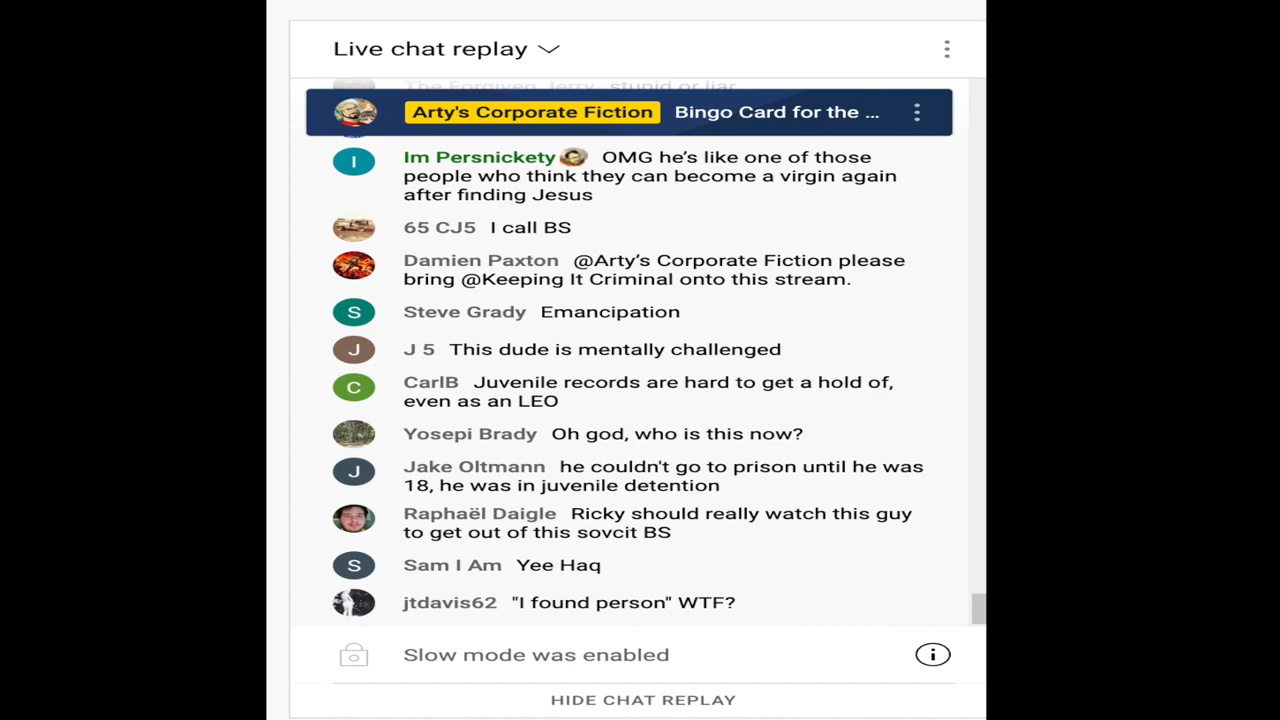 Live chat replay
The Forgiven Jerry stupid or liar
Arty's Corporate Fiction Bingo Card for the ...
I Im Persnickety OMG he's like one of those
people who think they can become a virgin again
after finding Jesus
65 CJ5 I call BS
Damien Paxton @Arty's Corporate Fiction please
bring @Keeping It Criminal onto this stream.
S Steve Grady Emancipation
J J 5 This dude is mentally challenged
C CarlB Juvenile records are hard to get a hold of,
even as an LEO
Yosepi Brady Oh god, who is this now?
J Jake Oltmann he couldn't go to prison until he was
18, he was in juvenile detention
Raphaël Daigle Ricky should really watch this guy
to get out of this sovcit BS
S Sam I Am Yee Haq
jtdavis62 "I found person" WTF?
Slow mode was enabled
HIDE CHAT REPLAY